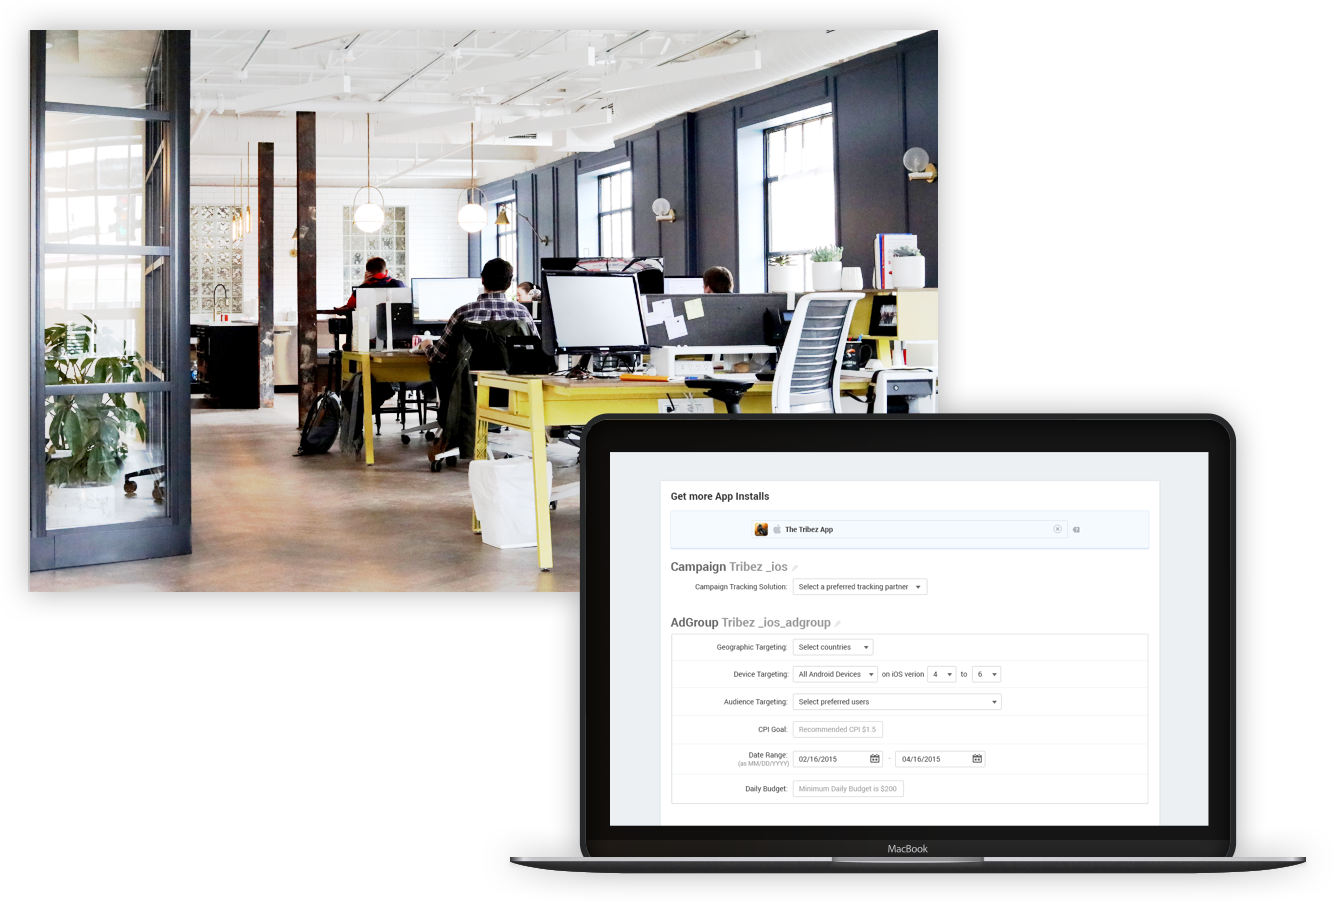 Get more App Installs
The Tribez App
Campaign Tribez _ios
Campaign Tracking Solution: Select a preferred tracking partner
AdGroup Tribez _ios_adgroup
Geographic Targeting: Select countries
Device Targeting: All Android Devices on iOS verion 4 to 6
Audience Targeting: Select preferred users
CPI Goal: Recommended CPI $1.5
Date Range: 02/16/2015 - 04/16/2015
(as MM/DD/YYYY)
Daily Budget: Minimum Daily Budget is $200
MacBook